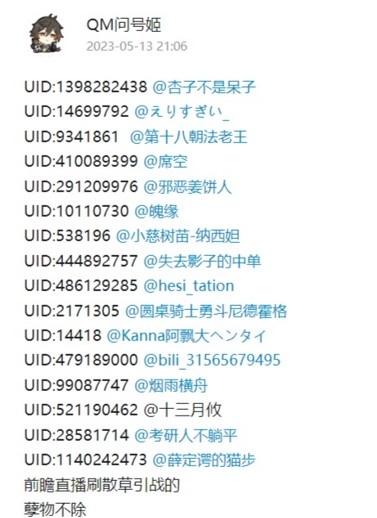 QM问号姬
2023-05-13 21:06
UID:1398282438 @杏子不是呆子
UID:14699792 @えりすぎい_
UID:9341861 @第十八朝法老王
UID:410089399 @席空
UID:291209976 @邪恶姜饼人
UID:10110730 @魄缘
UID:538196 @小慈树苗-纳西妲
UID:444892757 @失去影子的中单
UID:486129285 @hesi_tation
UID:2171305 @圆桌骑士勇斗尼德霍格
UID:14418 @Kanna阿飘大ヘンタイ
UID:479189000 @bili_31565679495
UID:99087747 @烟雨横舟
UID:521190462 @十三月攸
UID:28581714 @考研人不躺平
UID:1140242473 @薛定谔的猫步
前瞻直播刷散草引战的
孽物不除